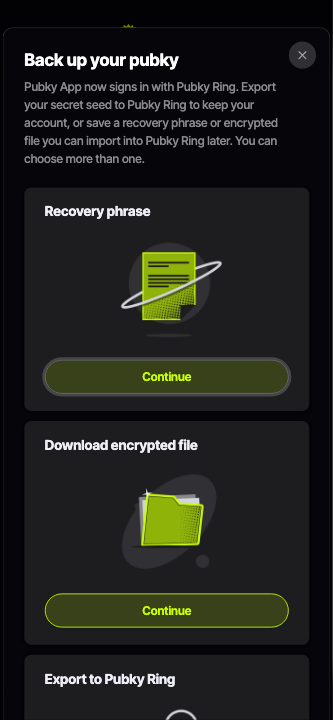 Back up your pubky
Pubky App now signs in with Pubky Ring. Export
your secret seed to Pubky Ring to keep your
account, or save a recovery phrase or encrypted
file you can import into Pubky Ring later. You can
choose more than one.
Recovery phrase
Continue
Download encrypted file
Continue
Export to Pubky Ring